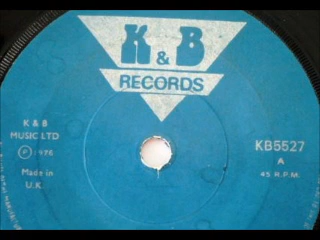 K & B
RECORDS
K & B
MUSIC LTD
℗ 1976
Made in
U.K.
KB5527
A
45 R.P.M.